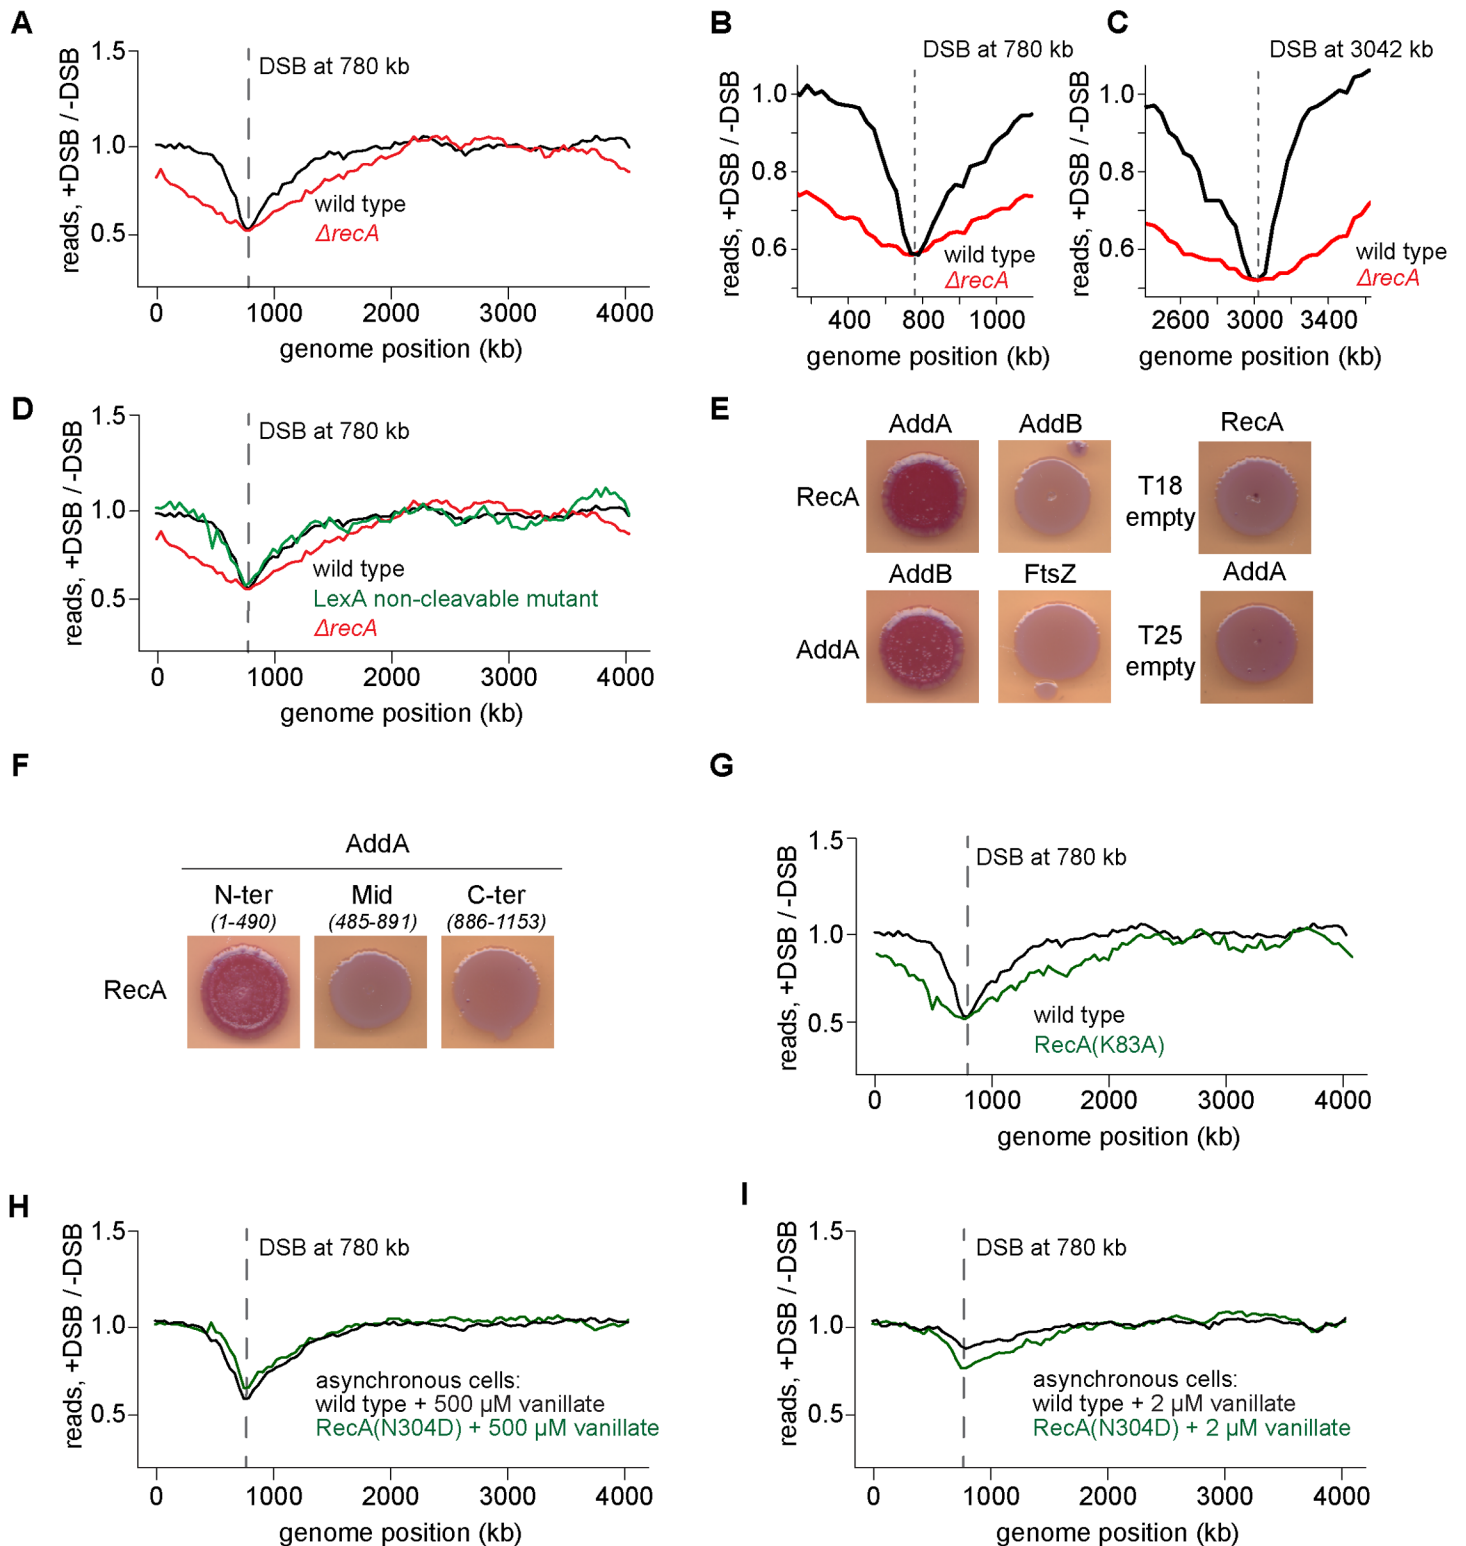 A
reads, +DSB / -DSB
1.5
1.0
0.5
DSB at 780 kb
wild type
ΔrecA
0 1000 2000 3000 4000
genome position (kb)
B
reads, +DSB / -DSB
DSB at 780 kb
1.0
0.8
0.6
wild type
ΔrecA
400 800 1000
genome position (kb)
C
reads, +DSB / -DSB
DSB at 3042 kb
1.0
0.8
0.6
wild type
ΔrecA
2600 3000 3400
genome position (kb)
D
reads, +DSB / -DSB
1.5
1.0
0.5
DSB at 780 kb
wild type
LexA non-cleavable mutant
ΔrecA
0 1000 2000 3000 4000
genome position (kb)
E
AddA AddB RecA
RecA
T18
empty
AddB FtsZ AddA
AddA
T25
empty
F
AddA
N-ter Mid C-ter
(1-490) (485-891) (886-1153)
RecA
G
reads, +DSB / -DSB
1.5
1.0
0.5
DSB at 780 kb
wild type
RecA(K83A)
0 1000 2000 3000 4000
genome position (kb)
H
reads, +DSB / -DSB
1.5
1.0
0.5
DSB at 780 kb
asynchronous cells:
wild type + 500 µM vanillate
RecA(N304D) + 500 µM vanillate
0 1000 2000 3000 4000
genome position (kb)
I
reads, +DSB / -DSB
1.5
1.0
0.5
DSB at 780 kb
asynchronous cells:
wild type + 2 µM vanillate
RecA(N304D) + 2 µM vanillate
0 1000 2000 3000 4000
genome position (kb)